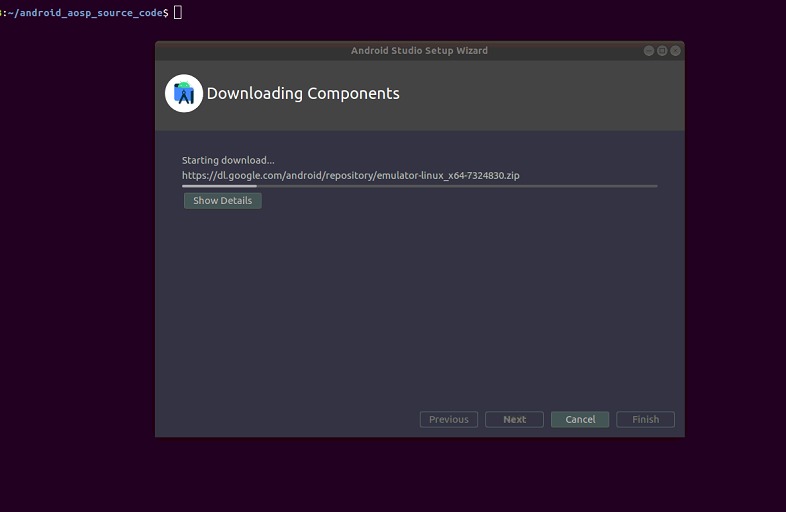 :~/android_aosp_source_code$
Android Studio Setup Wizard
Downloading Components
Starting download...
https://dl.google.com/android/repository/emulator-linux_x64-7324830.zip
Show Details
Previous Next Cancel Finish